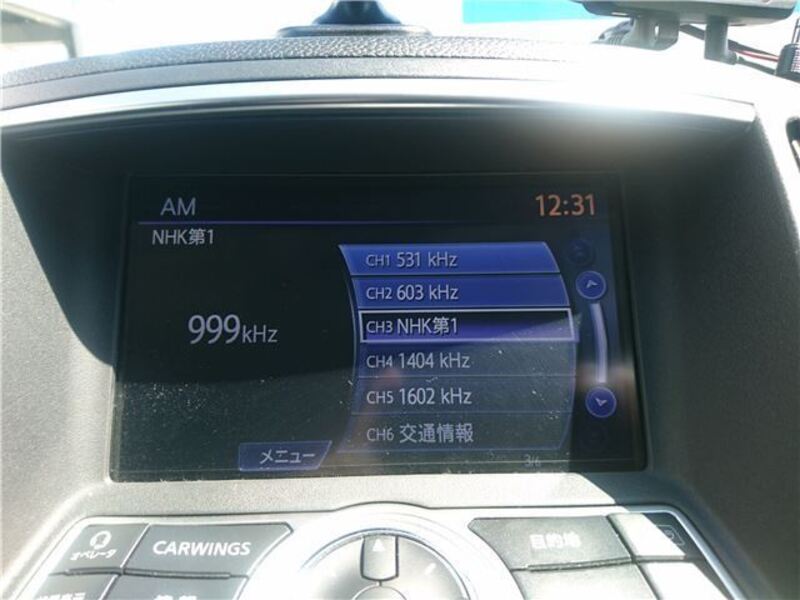 AM
12:31
NHK第1
999kHz
CH1 531 kHz
CH2 603 kHz
CH3 NHK第1
CH4 1404 kHz
CH5 1602 kHz
CH6 交通情報
メニュー
3/6
オペレータ
CARWINGS
目的地